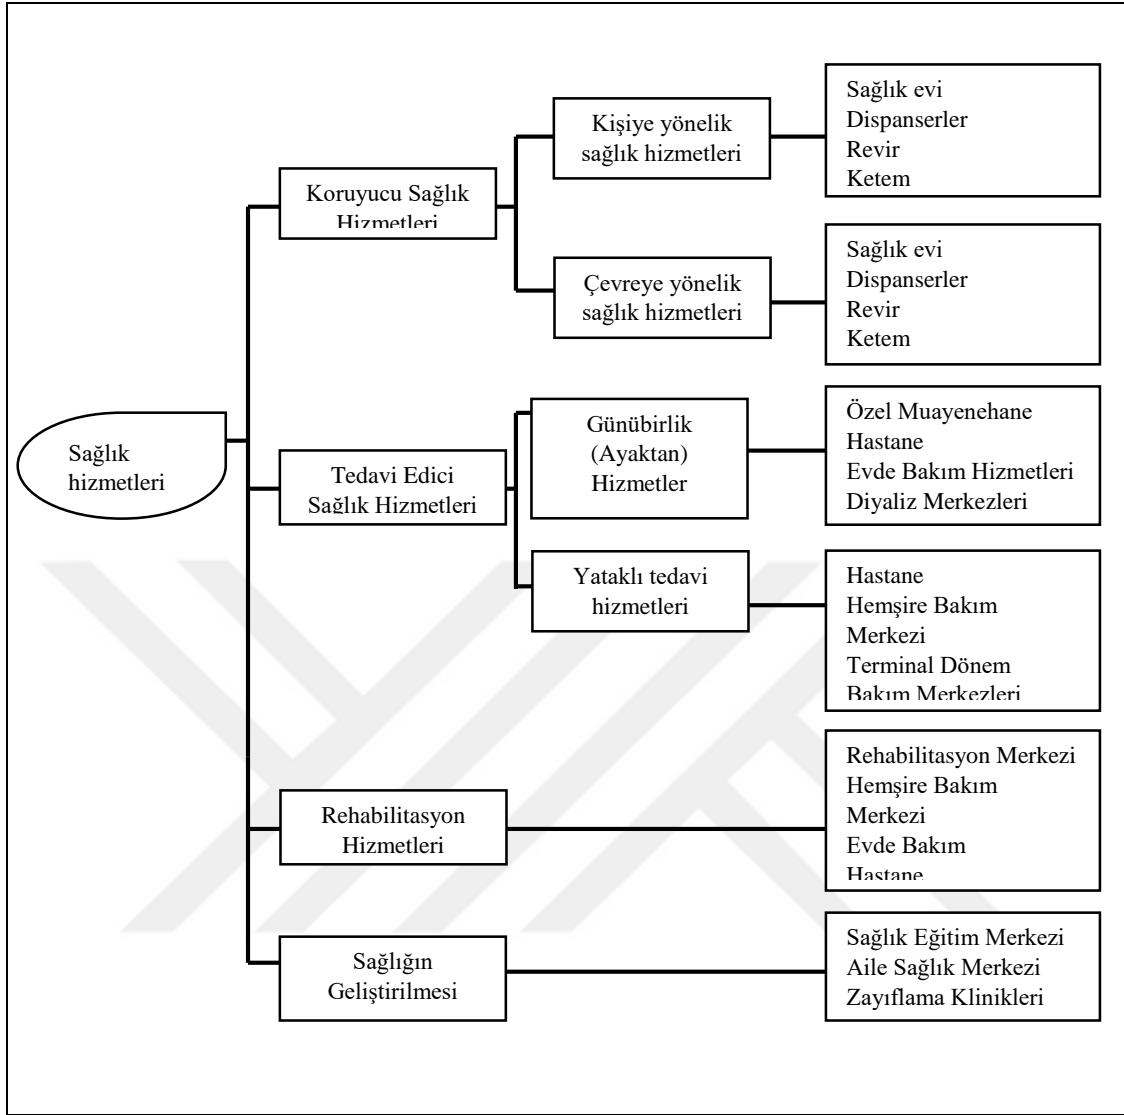 Sağlık
hizmetleri
Koruyucu Sağlık
Hizmetleri
Kişiye yönelik
sağlık hizmetleri
Sağlık evi
Dispanserler
Revir
Ketem
Çevreye yönelik
sağlık hizmetleri
Sağlık evi
Dispanserler
Revir
Ketem
Tedavi Edici
Sağlık Hizmetleri
Günübirlik
(Ayaktan)
Hizmetler
Özel Muayenehane
Hastane
Evde Bakım Hizmetleri
Diyaliz Merkezleri
Yataklı tedavi
hizmetleri
Hastane
Hemşire Bakım
Merkezi
Terminal Dönem
Bakım Merkezleri
Rehabilitasyon
Hizmetleri
Rehabilitasyon Merkezi
Hemşire Bakım
Merkezi
Evde Bakım
Hastane
Sağlığın
Geliştirilmesi
Sağlık Eğitim Merkezi
Aile Sağlık Merkezi
Zayıflama Klinikleri